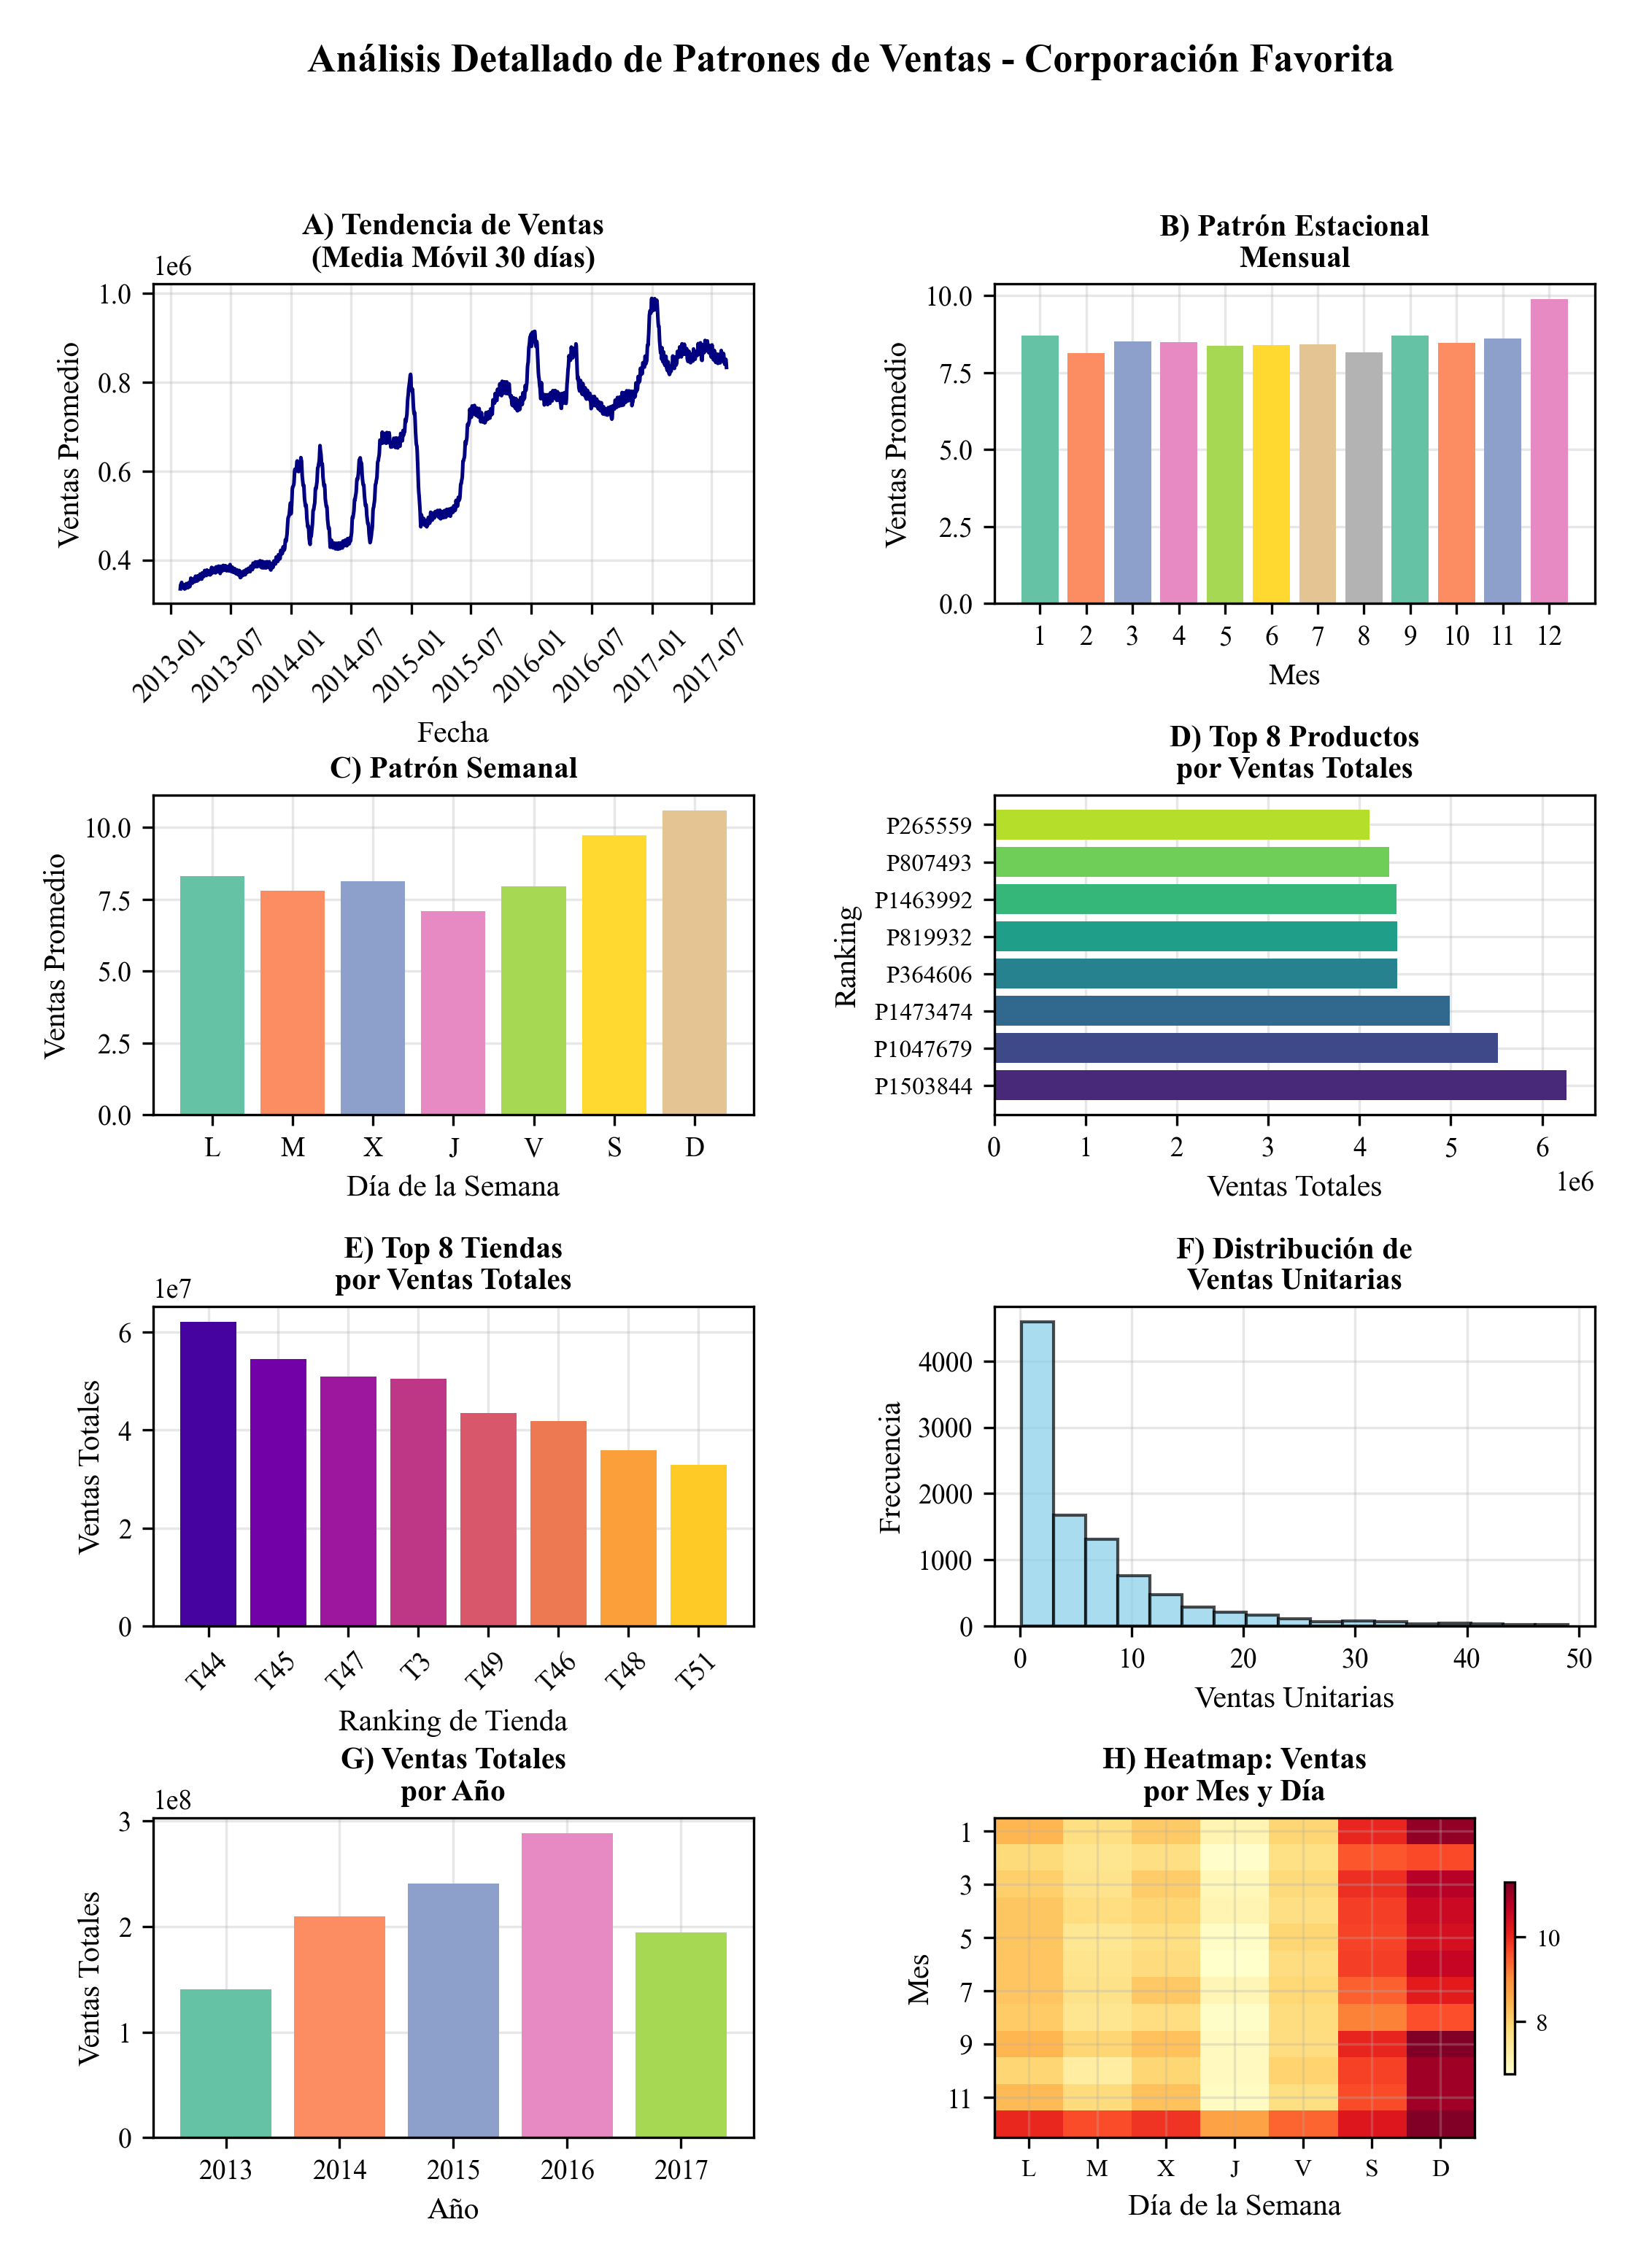 Análisis Detallado de Patrones de Ventas - Corporación Favorita
A) Tendencia de Ventas
(Media Móvil 30 días)
1e6
1.0
0.8
0.6
0.4
Ventas Promedio
2013-01
2013-07
2014-01
2014-07
2015-01
2015-07
2016-01
2016-07
2017-01
2017-07
Fecha
B) Patrón Estacional
Mensual
10.0
7.5
5.0
2.5
0.0
Ventas Promedio
1 2 3 4 5 6 7 8 9 10 11 12
Mes
C) Patrón Semanal
10.0
7.5
5.0
2.5
0.0
Ventas Promedio
L M X J V S D
Día de la Semana
D) Top 8 Productos
por Ventas Totales
P265559
P807493
P1463992
P819932
P364606
P1473474
P1047679
P1503844
Ranking
0 1 2 3 4 5 6
1e6
Ventas Totales
E) Top 8 Tiendas
por Ventas Totales
1e7
6
4
2
0
Ventas Totales
T44 T45 T47 T3 T49 T46 T48 T51
Ranking de Tienda
F) Distribución de
Ventas Unitarias
4000
3000
2000
1000
0
Frecuencia
0 10 20 30 40 50
Ventas Unitarias
G) Ventas Totales
por Año
1e8
3
2
1
0
Ventas Totales
2013 2014 2015 2016 2017
Año
H) Heatmap: Ventas
por Mes y Día
1
3
5
7
9
11
Mes
L M X J V S D
Día de la Semana
10
8